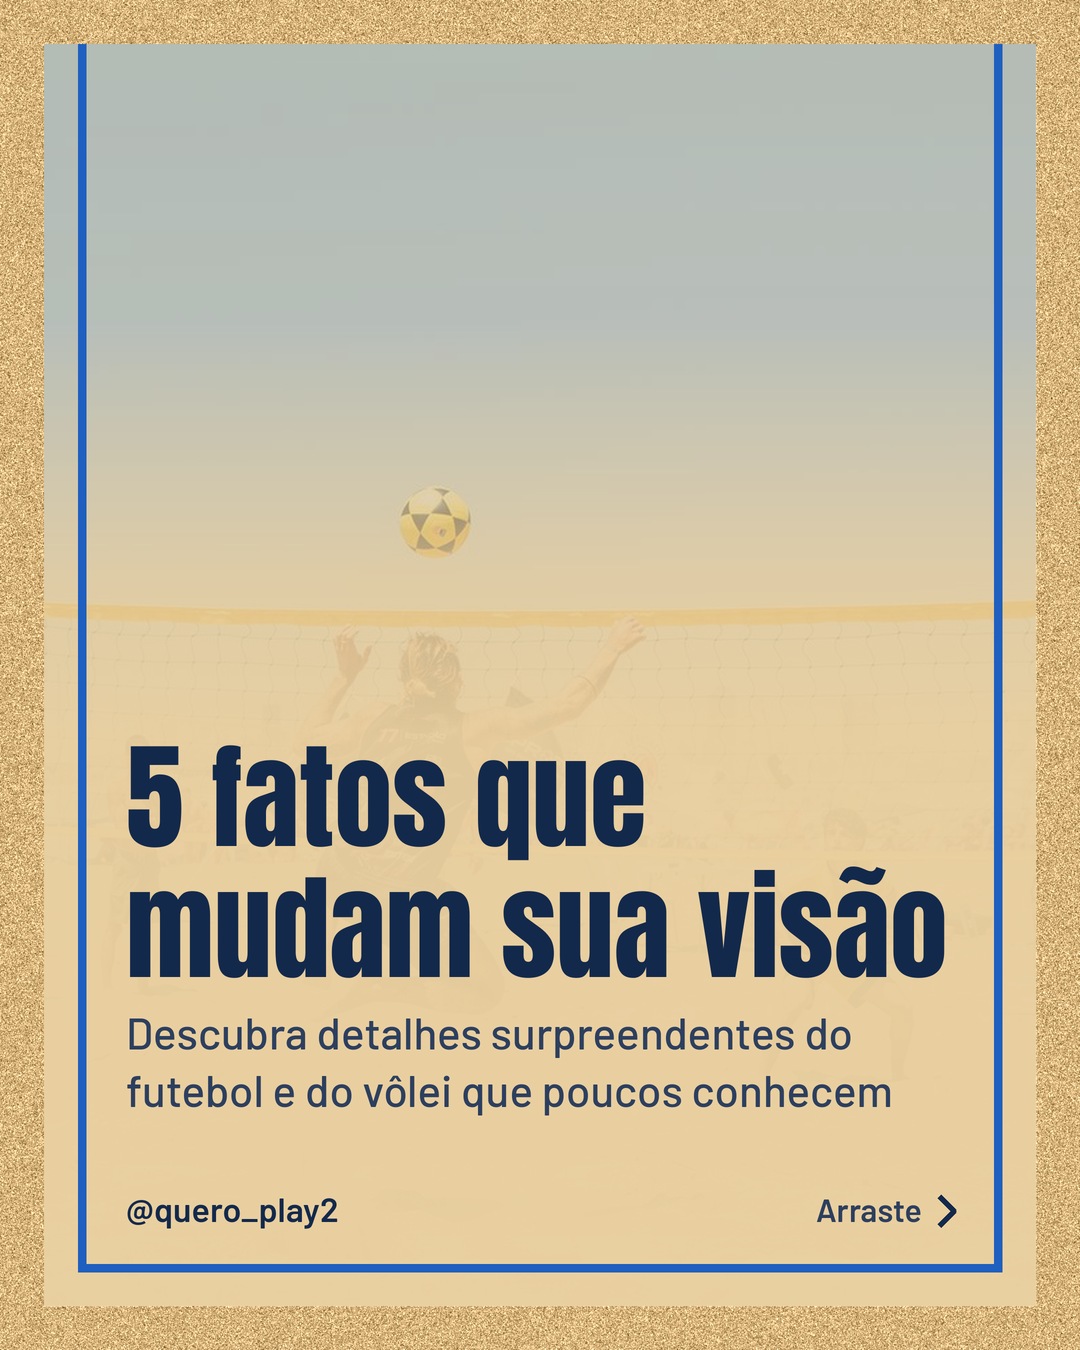 5 fatos que
mudam sua visão
Descubra detalhes surpreendentes do
futebol e do vôlei que poucos conhecem
@quero_play2
Arraste